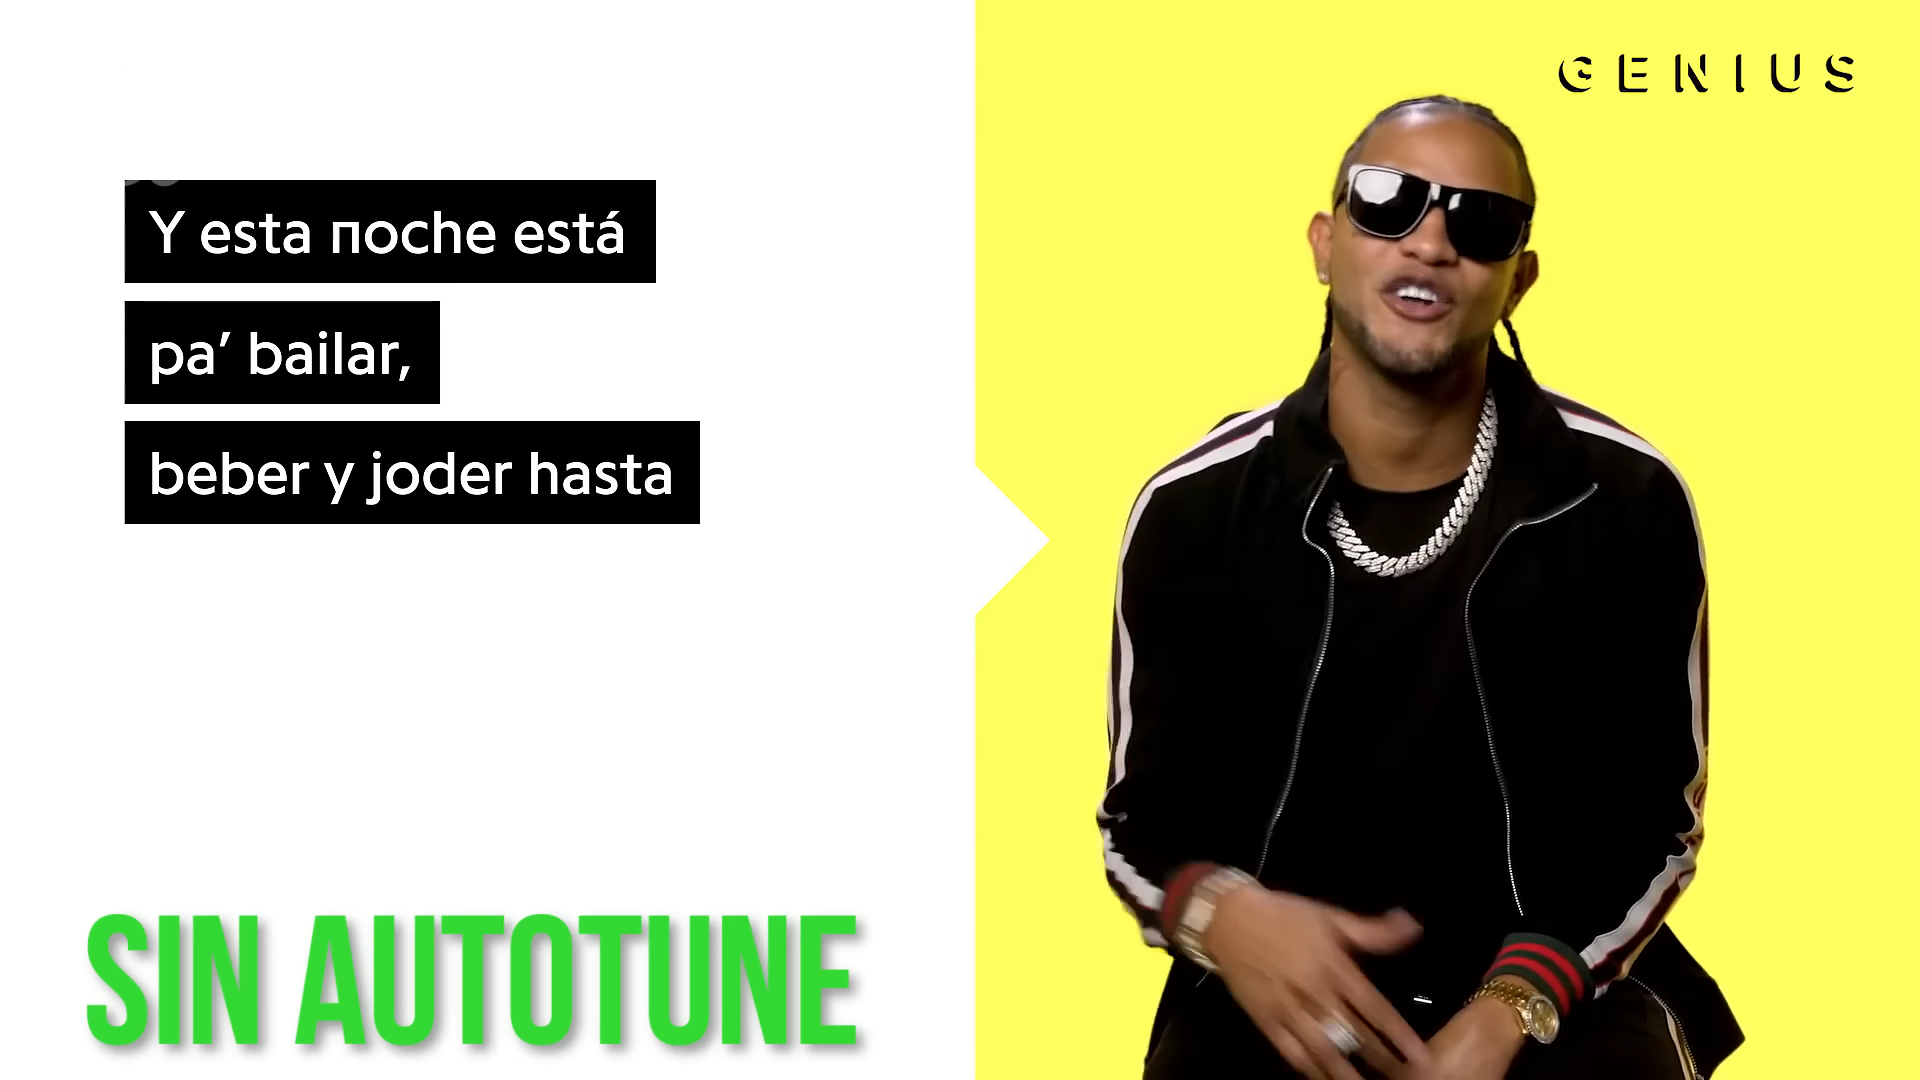 GENIUS
Y esta noche está
pa’ bailar,
beber y joder hasta
SIN AUTOTUNE